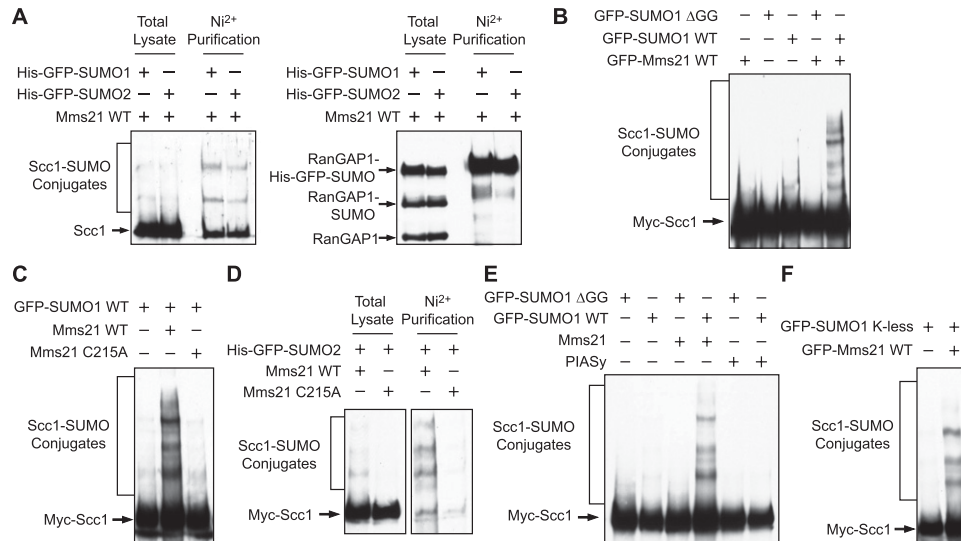 A
Total Lysate
Ni2+ Purification
His-GFP-SUMO1 + – + –
His-GFP-SUMO2 – + – +
Mms21 WT + + + +
Scc1-SUMO Conjugates
Scc1
Total Lysate
Ni2+ Purification
His-GFP-SUMO1 + – + –
His-GFP-SUMO2 – + – +
Mms21 WT + + + +
RanGAP1-His-GFP-SUMO
RanGAP1-SUMO
RanGAP1
B
GFP-SUMO1 ΔGG – + – + –
GFP-SUMO1 WT – – + – +
GFP-Mms21 WT – – – + +
Scc1-SUMO Conjugates
Myc-Scc1
C
GFP-SUMO1 WT + + +
Mms21 WT – + –
Mms21 C215A – – +
Scc1-SUMO Conjugates
Myc-Scc1
D
Total Lysate
Ni2+ Purification
His-GFP-SUMO2 + + + +
Mms21 WT + – + –
Mms21 C215A – + – +
Scc1-SUMO Conjugates
Myc-Scc1
E
GFP-SUMO1 ΔGG + – + – + –
GFP-SUMO1 WT – + – + – +
Mms21 – – + + – –
PIASy – – – – + +
Scc1-SUMO Conjugates
Myc-Scc1
F
GFP-SUMO1 K-less + +
GFP-Mms21 WT – +
Scc1-SUMO Conjugates
Myc-Scc1